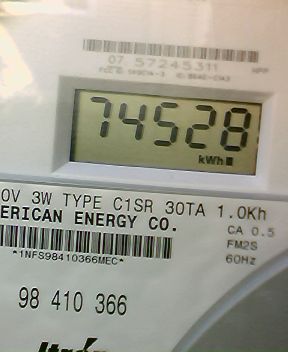 07 57245311
74528
kWh
0V 3W TYPE C1SR 30TA 1.0Kh
ERICAN ENERGY CO.
CA 0.5
FM2S
*1NFS98410366MEC*
60Hz
98 410 366
Itron